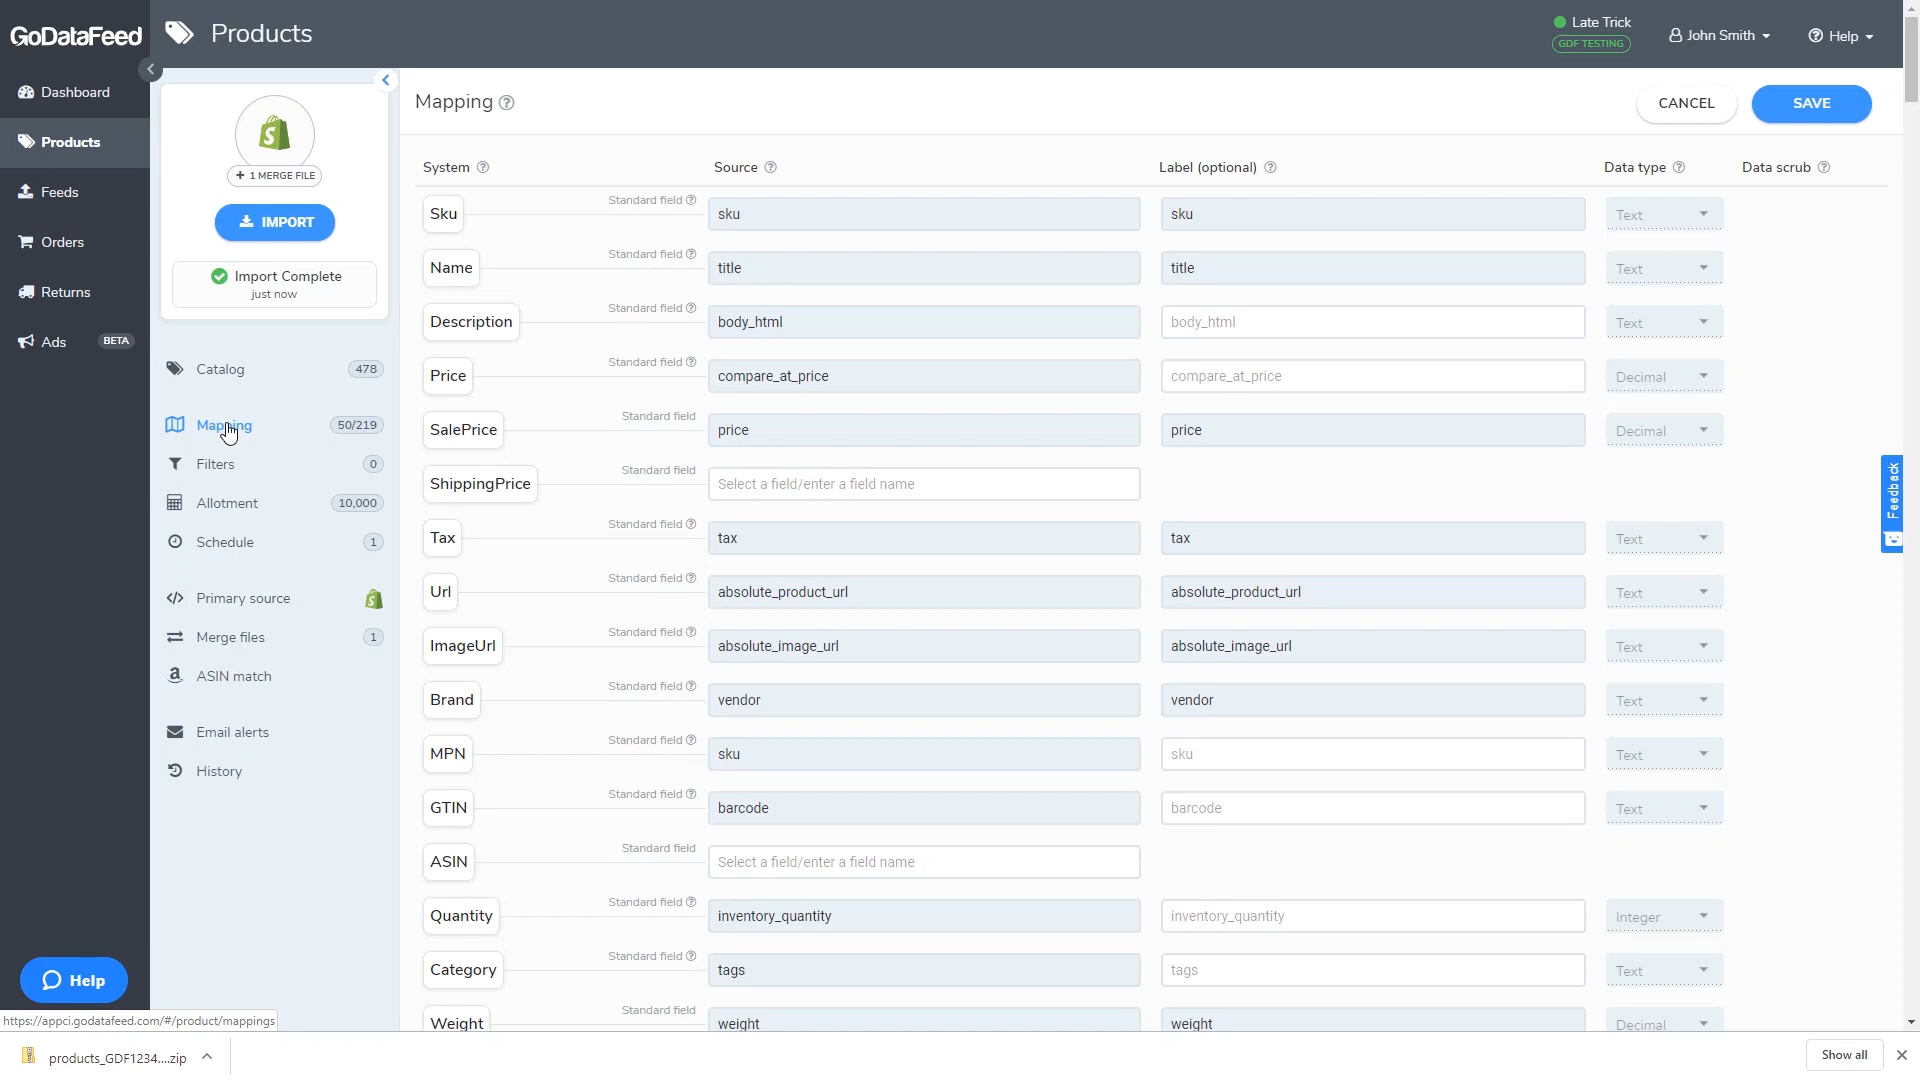 GoDataFeed
Products
Late Trick
GDF TESTING
John Smith
Help
Dashboard
Products
Feeds
Orders
Returns
Ads BETA
+ 1 MERGE FILE
IMPORT
Import Complete
just now
Catalog 478
Mapping 50/219
Filters 0
Allotment 10,000
Schedule 1
Primary source
Merge files 1
ASIN match
Email alerts
History
Mapping
CANCEL
SAVE
System Source Label (optional) Data type Data scrub
Sku Standard field sku sku Text
Name Standard field title title Text
Description Standard field body_html body_html Text
Price Standard field compare_at_price compare_at_price Decimal
SalePrice Standard field price price Decimal
ShippingPrice Standard field Select a field/enter a field name
Tax Standard field tax tax Text
Url Standard field absolute_product_url absolute_product_url Text
ImageUrl Standard field absolute_image_url absolute_image_url Text
Brand Standard field vendor vendor Text
MPN Standard field sku sku Text
GTIN Standard field barcode barcode Text
ASIN Standard field Select a field/enter a field name
Quantity Standard field inventory_quantity inventory_quantity Integer
Category Standard field tags tags Text
Weight Standard field weight weight Decimal
Feedback
Help
https://appci.godatafeed.com/#/product/mappings
products_GDF1234....zip
Show all